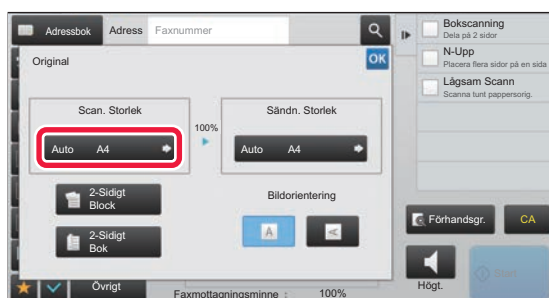 Adressbok
Adress
Faxnummer
Bokscanning
Dela på 2 sidor
N-Upp
Placera flera sidor på en sida
Lågsam Scann
Scanna tunt pappersorig.
Original
OK
Scan. Storlek
100%
Sändn. Storlek
Auto A4
Auto A4
2-Sidigt
Block
2-Sidigt
Bok
Bildorientering
A
A
Förhandsgr.
CA
Högt.
Start
Övrigt
Faxmottagningsminne : 100%